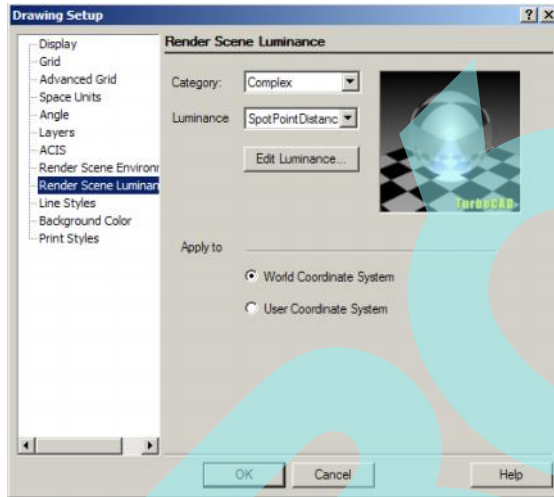 Drawing Setup
Display
Grid
Advanced Grid
Space Units
Angle
Layers
ACIS
Render Scene Environm
Render Scene Luminan
Line Styles
Background Color
Print Styles
Render Scene Luminance
Category: Complex
Luminance SpotPointDistanc
Edit Luminance...
TurboCAD
Apply to
World Coordinate System
User Coordinate System
OK Cancel Help